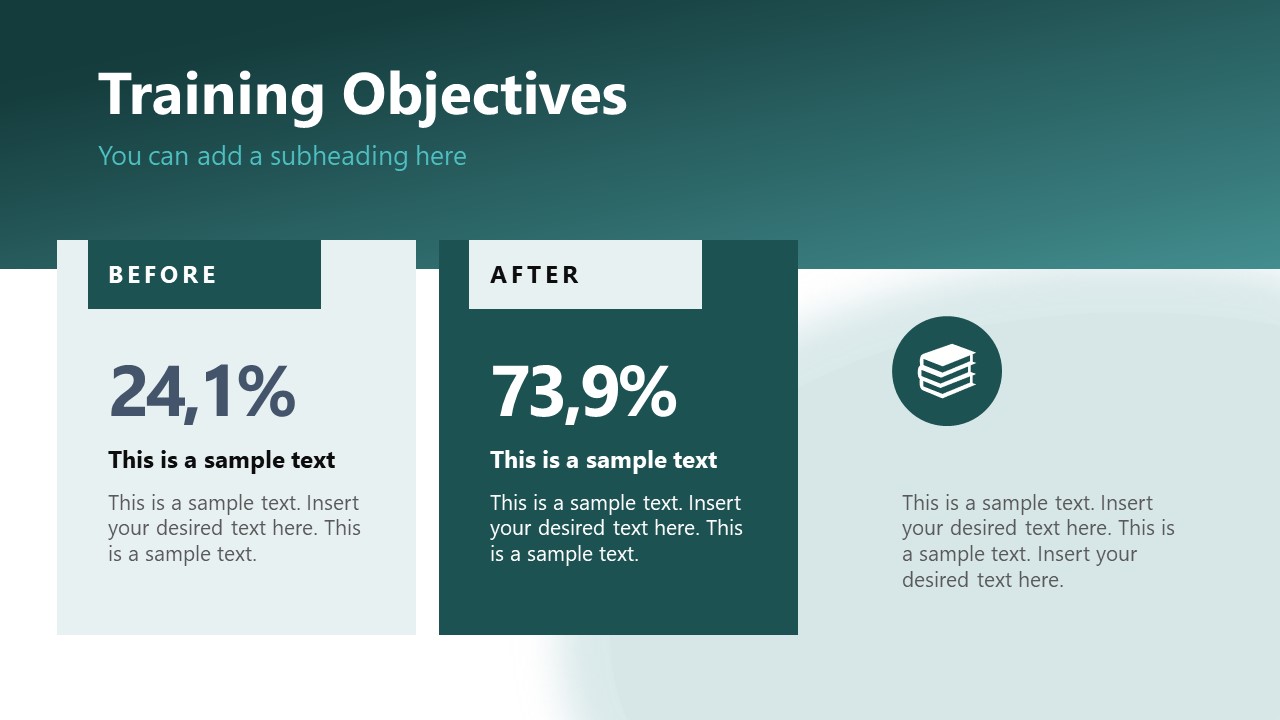 Training Objectives
You can add a subheading here
BEFORE
24,1%
This is a sample text
This is a sample text. Insert
your desired text here. This
is a sample text.
AFTER
73,9%
This is a sample text
This is a sample text. Insert
your desired text here. This
is a sample text.
This is a sample text. Insert
your desired text here. This is
a sample text. Insert your
desired text here.